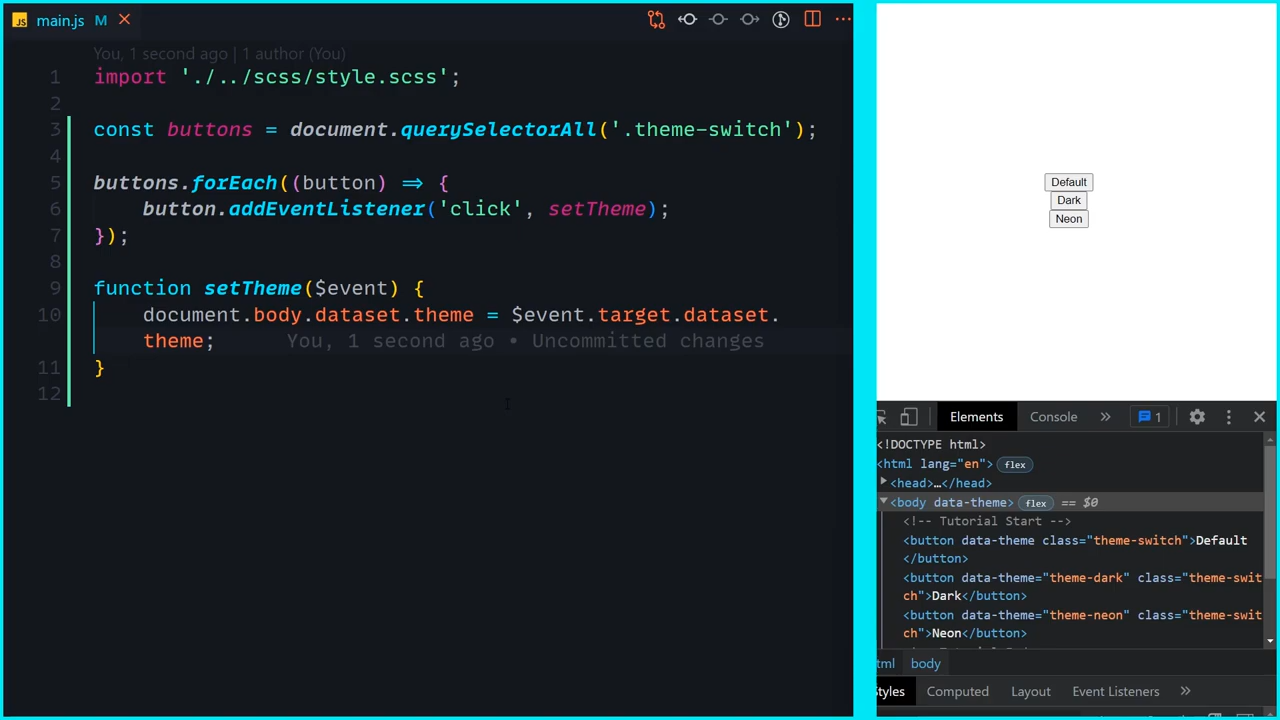 main.js M
You, 1 second ago | 1 author (You)
1 import './../scss/style.scss';
2
3 const buttons = document.querySelectorAll('.theme-switch');
4
5 buttons.forEach((button) => {
6 button.addEventListener('click', setTheme);
7 });
8
9 function setTheme($event) {
10 document.body.dataset.theme = $event.target.dataset.
theme; You, 1 second ago • Uncommitted changes
11 }
12
Default
Dark
Neon
Elements Console » 1
<!DOCTYPE html>
<html lang="en"> flex
<head>…</head>
<body data-theme> flex == $0
<!-- Tutorial Start -->
<button data-theme class="theme-switch">Default
</button>
<button data-theme="theme-dark" class="theme-swit
ch">Dark</button>
<button data-theme="theme-neon" class="theme-swit
ch">Neon</button>
tml body
Styles Computed Layout Event Listeners »